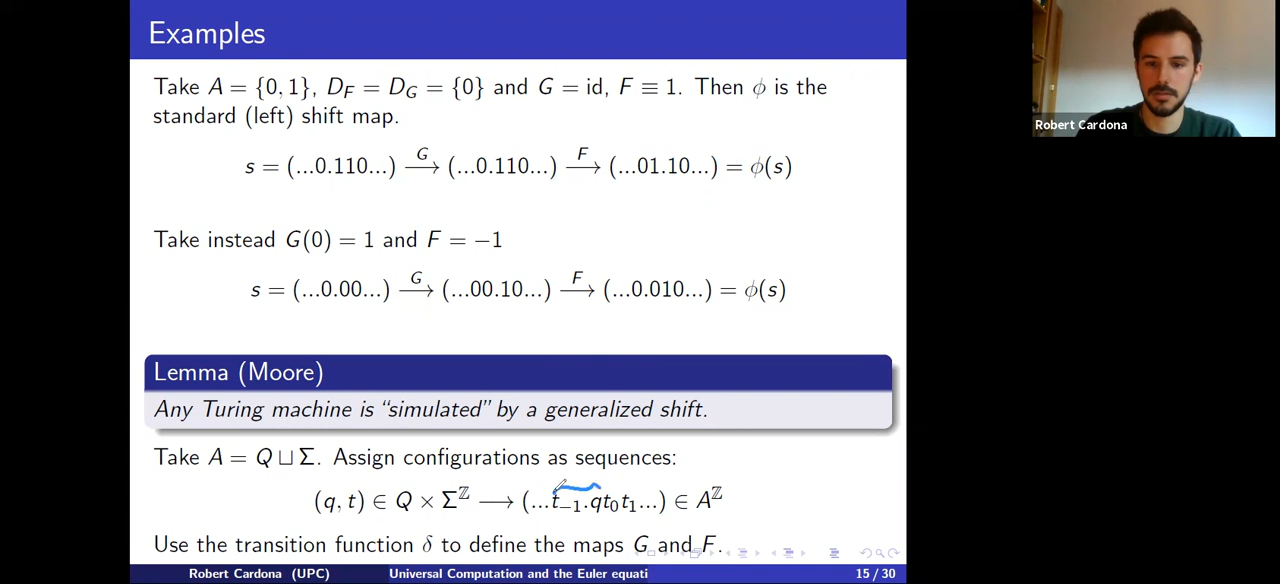 Examples
Take A = {0, 1}, D_F = D_G = {0} and G = id, F ≡ 1. Then ϕ is the
standard (left) shift map.
s = (...0.110...) —G→ (...0.110...) —F→ (...01.10...) = ϕ(s)
Take instead G(0) = 1 and F = −1
s = (...0.00...) —G→ (...00.10...) —F→ (...0.010...) = ϕ(s)
Lemma (Moore)
Any Turing machine is “simulated” by a generalized shift.
Take A = Q ⊔ Σ. Assign configurations as sequences:
(q, t) ∈ Q × Σ^ℤ ⟶ (...t_{−1}.qt_0t_1...) ∈ A^ℤ
Use the transition function δ to define the maps G and F.
Robert Cardona (UPC) Universal Computation and the Euler equati 15 / 30
Robert Cardona